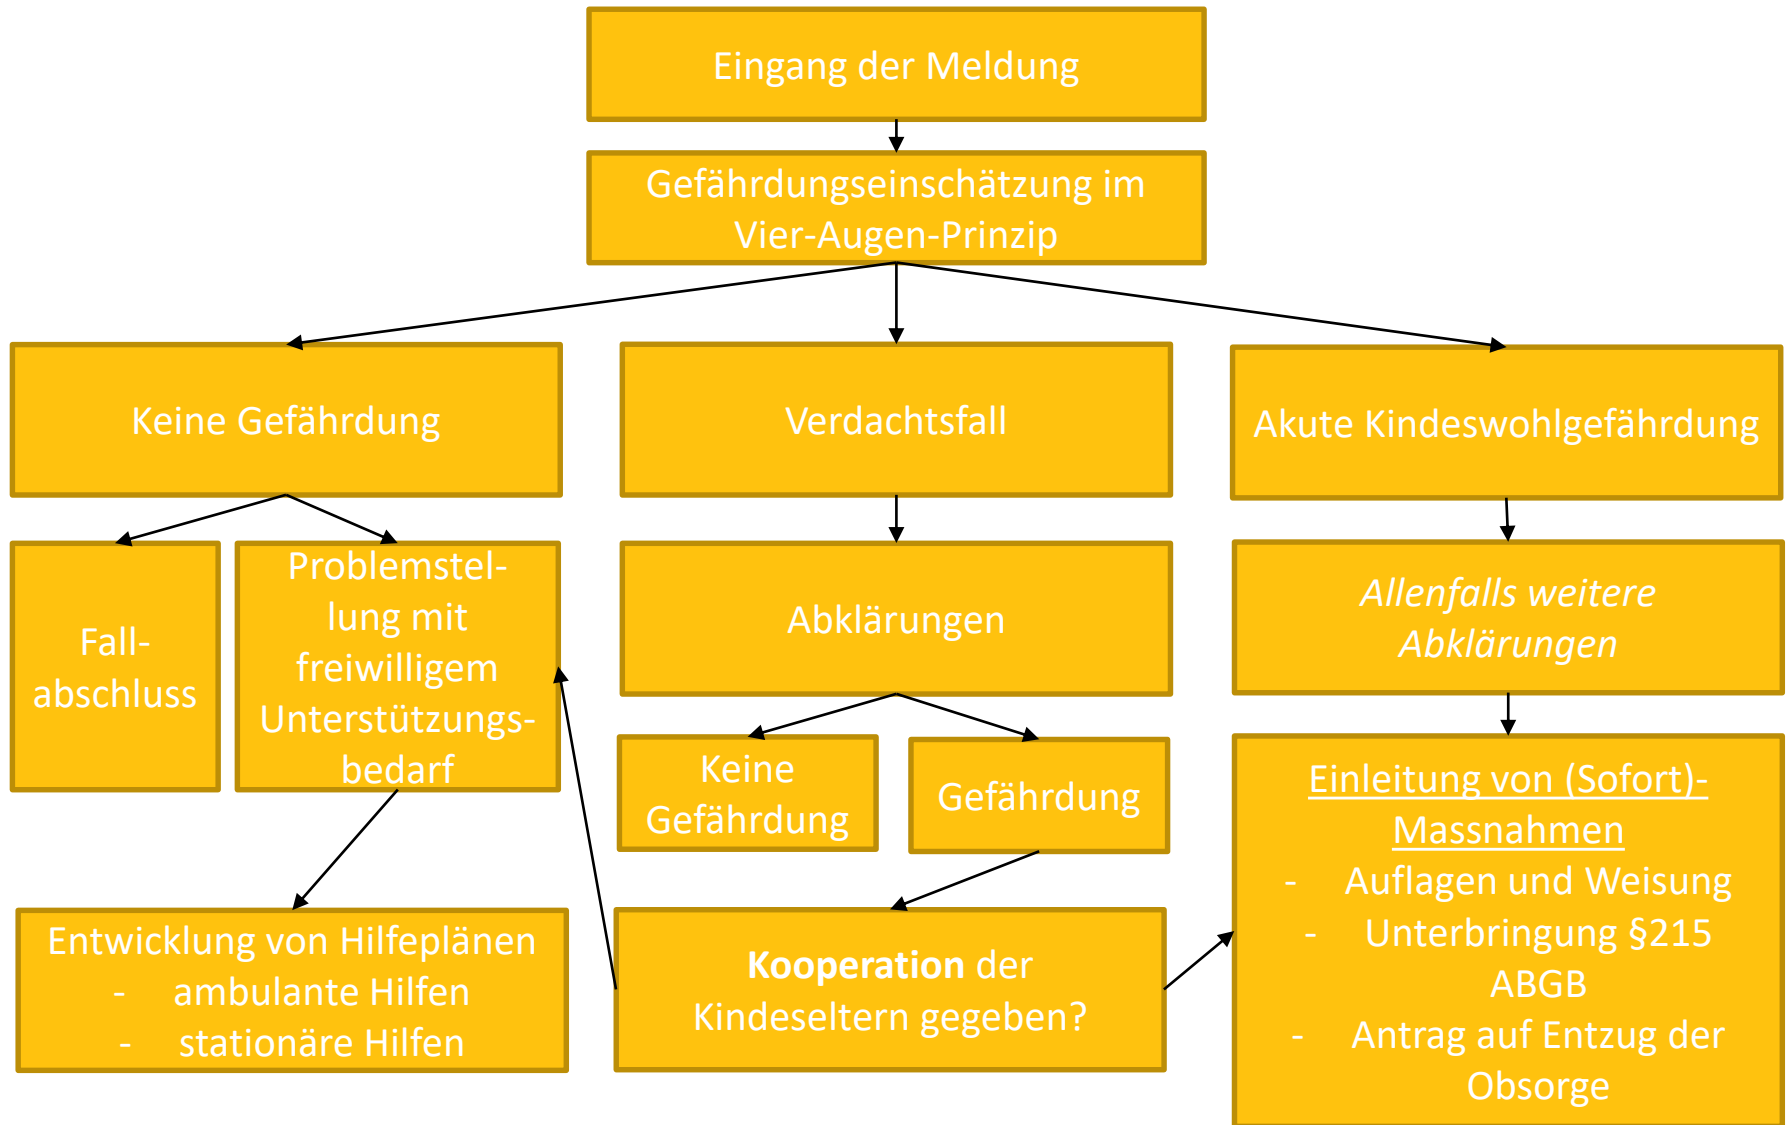 Eingang der Meldung
Gefährdungseinschätzung im
Vier-Augen-Prinzip
Keine Gefährdung
Verdachtsfall
Akute Kindeswohlgefährdung
Fall-
abschluss
Problemstel-
lung mit
freiwilligem
Unterstützungs-
bedarf
Abklärungen
Allenfalls weitere
Abklärungen
Keine
Gefährdung
Gefährdung
Einleitung von (Sofort)-
Massnahmen
- Auflagen und Weisung
- Unterbringung §215
ABGB
- Antrag auf Entzug der
Obsorge
Entwicklung von Hilfeplänen
- ambulante Hilfen
- stationäre Hilfen
Kooperation der
Kindeseltern gegeben?